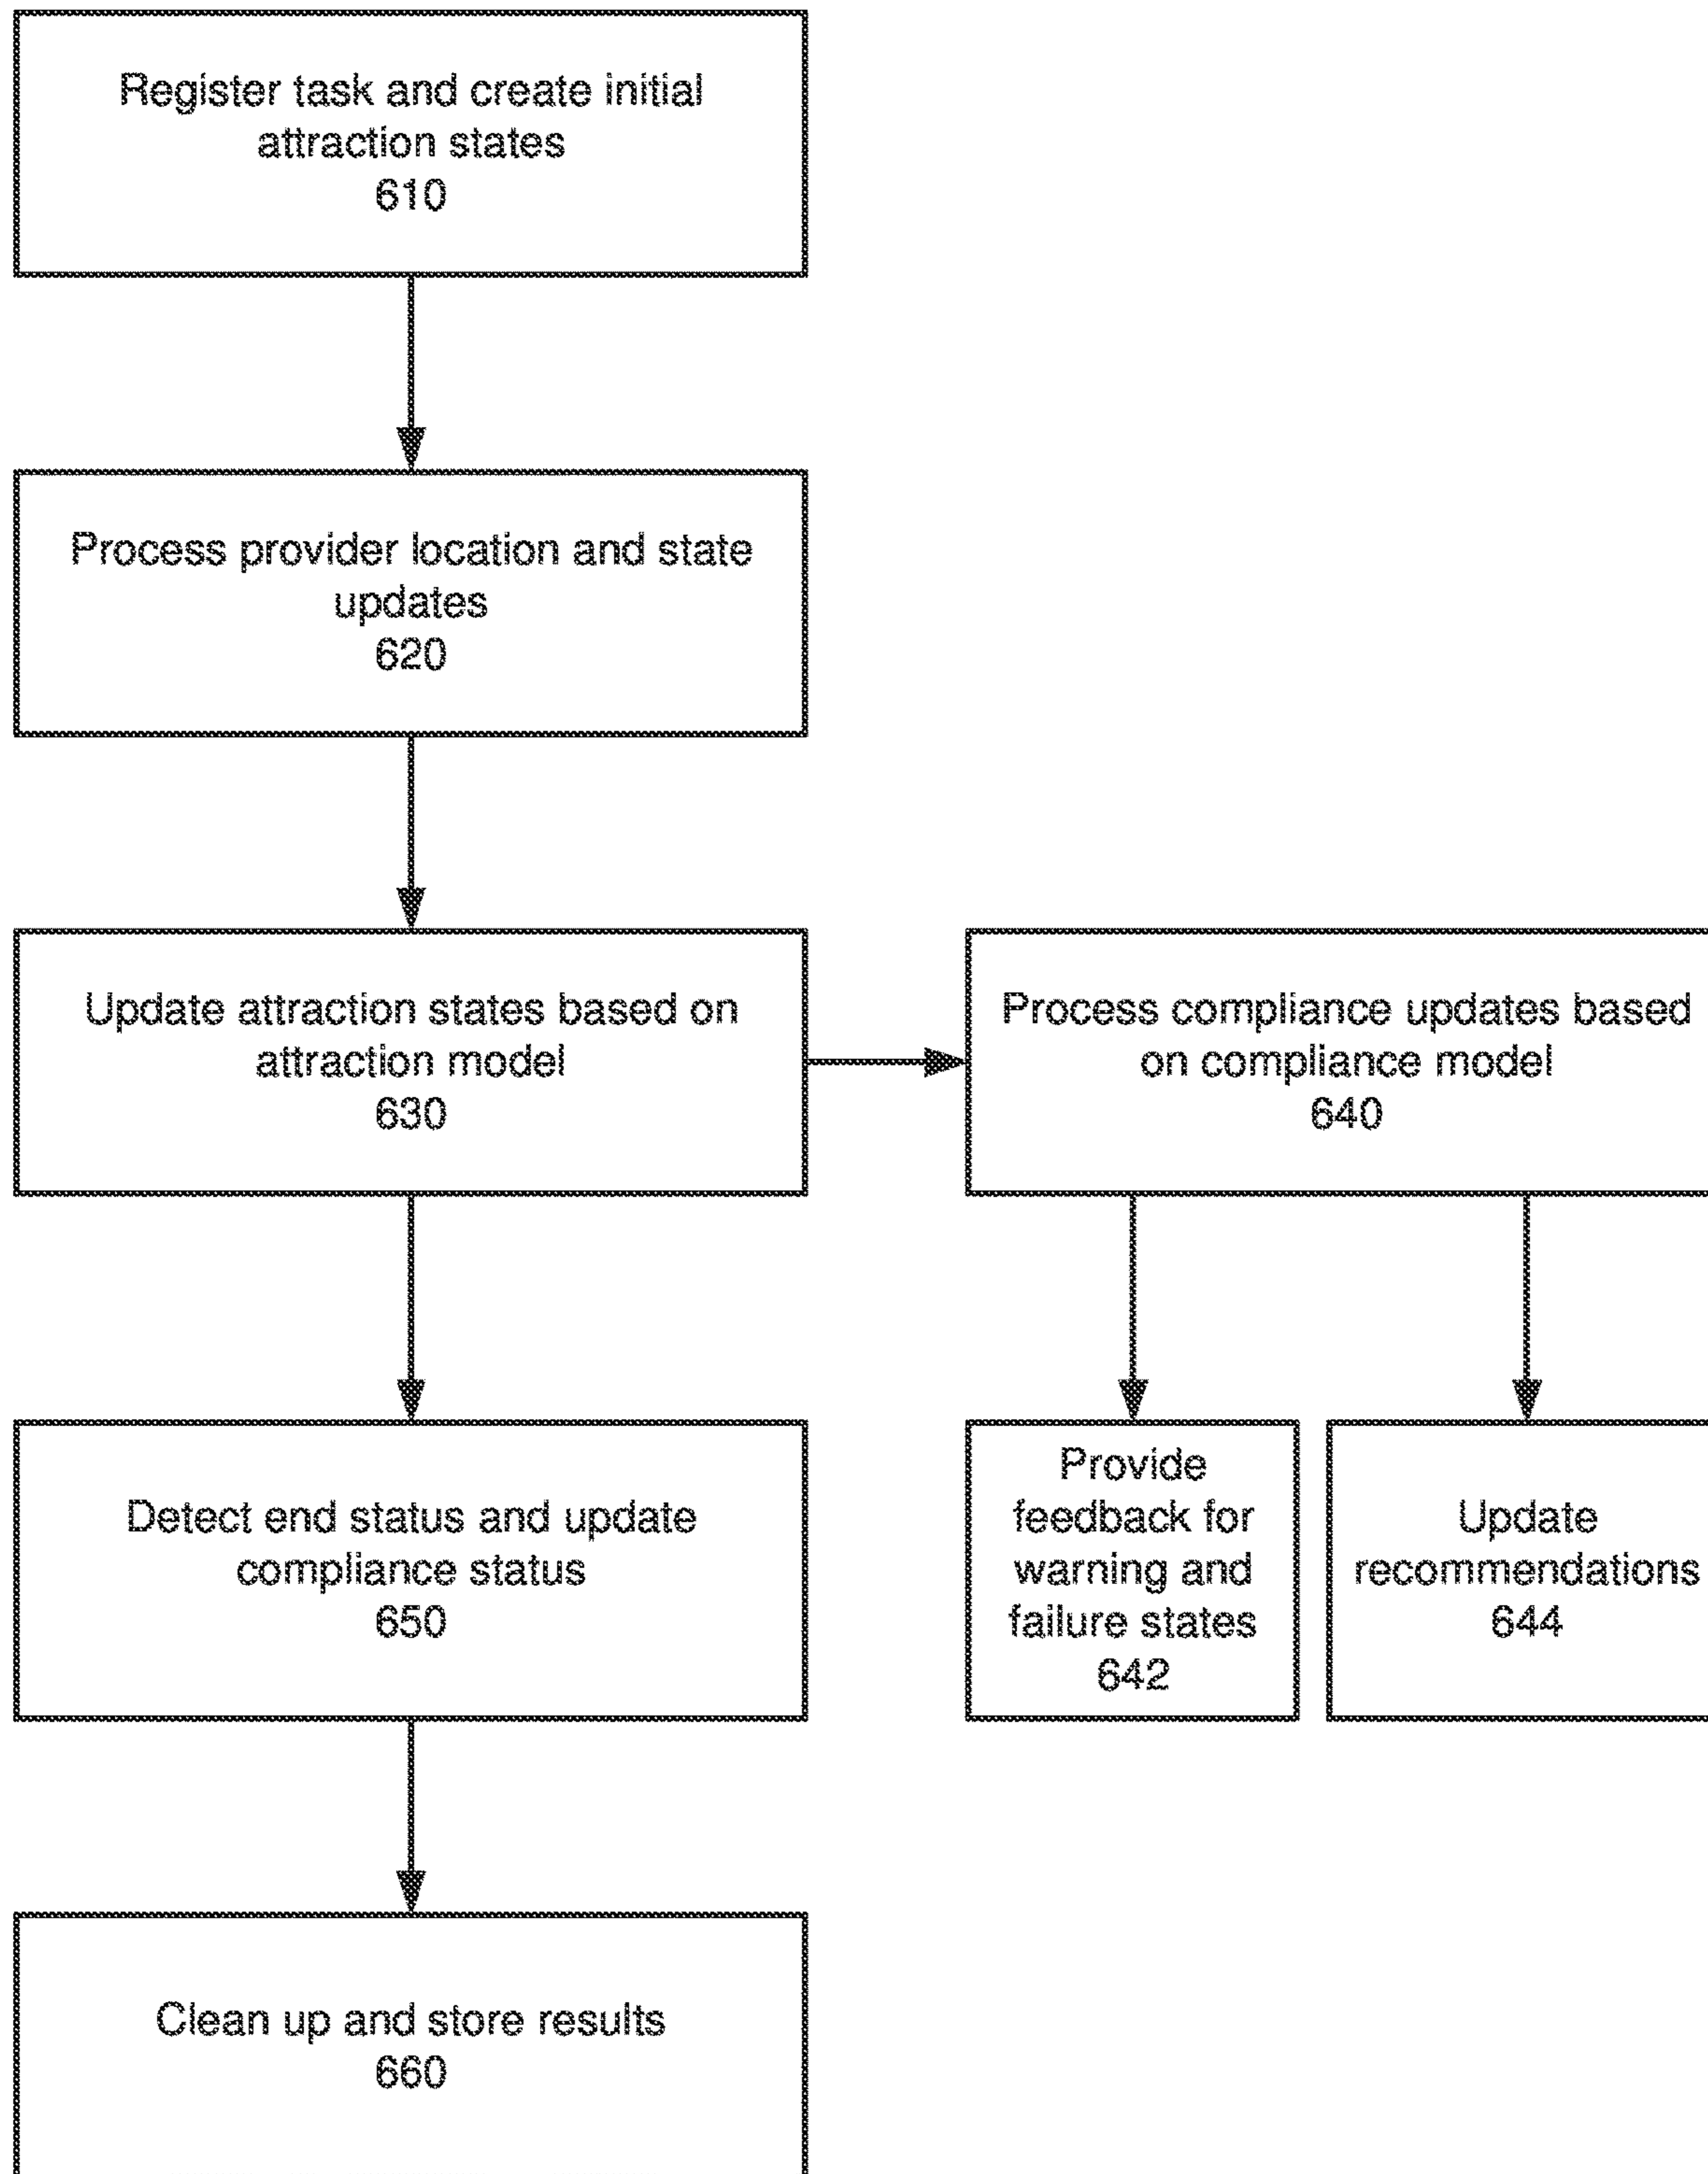 Register task and create initial
attraction states
610
Process provider location and state
updates
620
Update attraction states based on
attraction model
630
Process compliance updates based
on compliance model
640
Detect end status and update
compliance status
650
Provide
feedback for
warning and
failure states
642
Update
recommendations
644
Clean up and store results
660